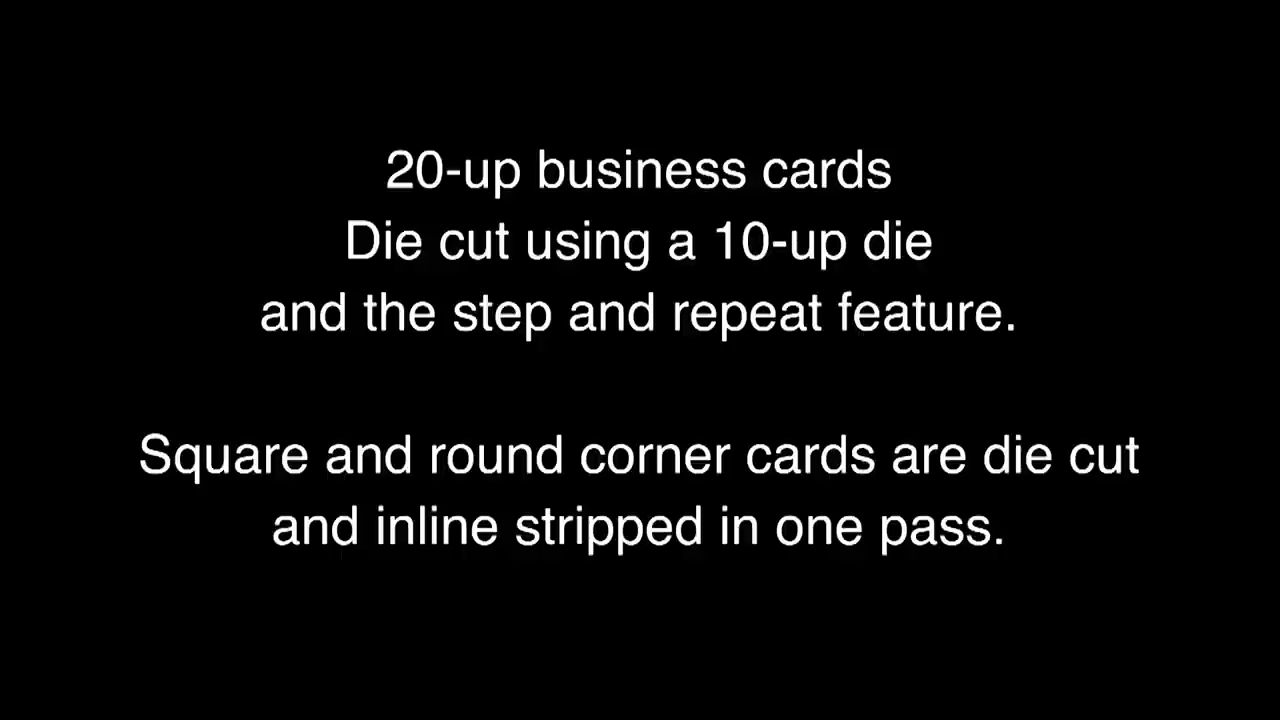 20-up business cards
Die cut using a 10-up die
and the step and repeat feature.
Square and round corner cards are die cut
and inline stripped in one pass.